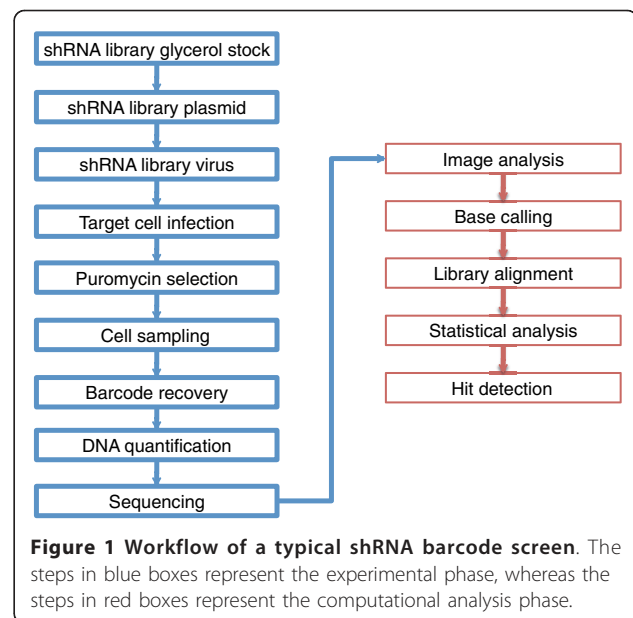 shRNA library glycerol stock
shRNA library plasmid
shRNA library virus
Target cell infection
Puromycin selection
Cell sampling
Barcode recovery
DNA quantification
Sequencing
Image analysis
Base calling
Library alignment
Statistical analysis
Hit detection
Figure 1 Workflow of a typical shRNA barcode screen. The
steps in blue boxes represent the experimental phase, whereas the
steps in red boxes represent the computational analysis phase.